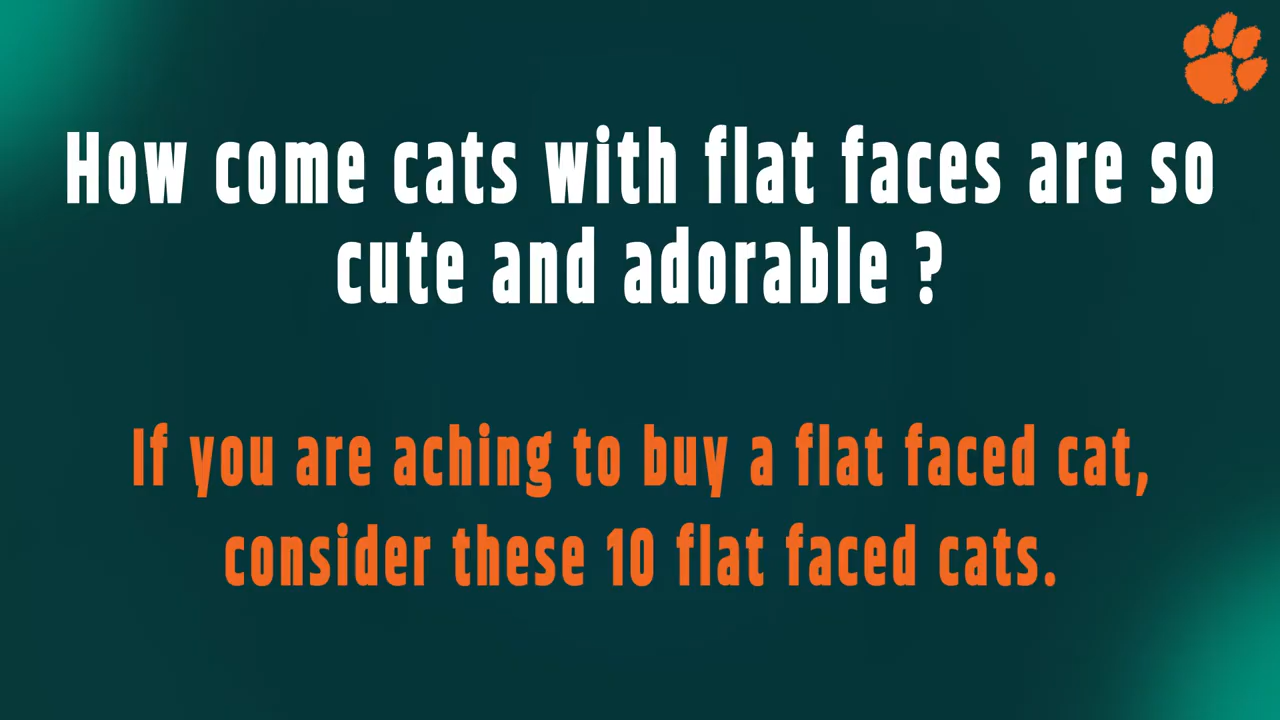 How come cats with flat faces are so
cute and adorable ?
If you are aching to buy a flat faced cat,
consider these 10 flat faced cats.